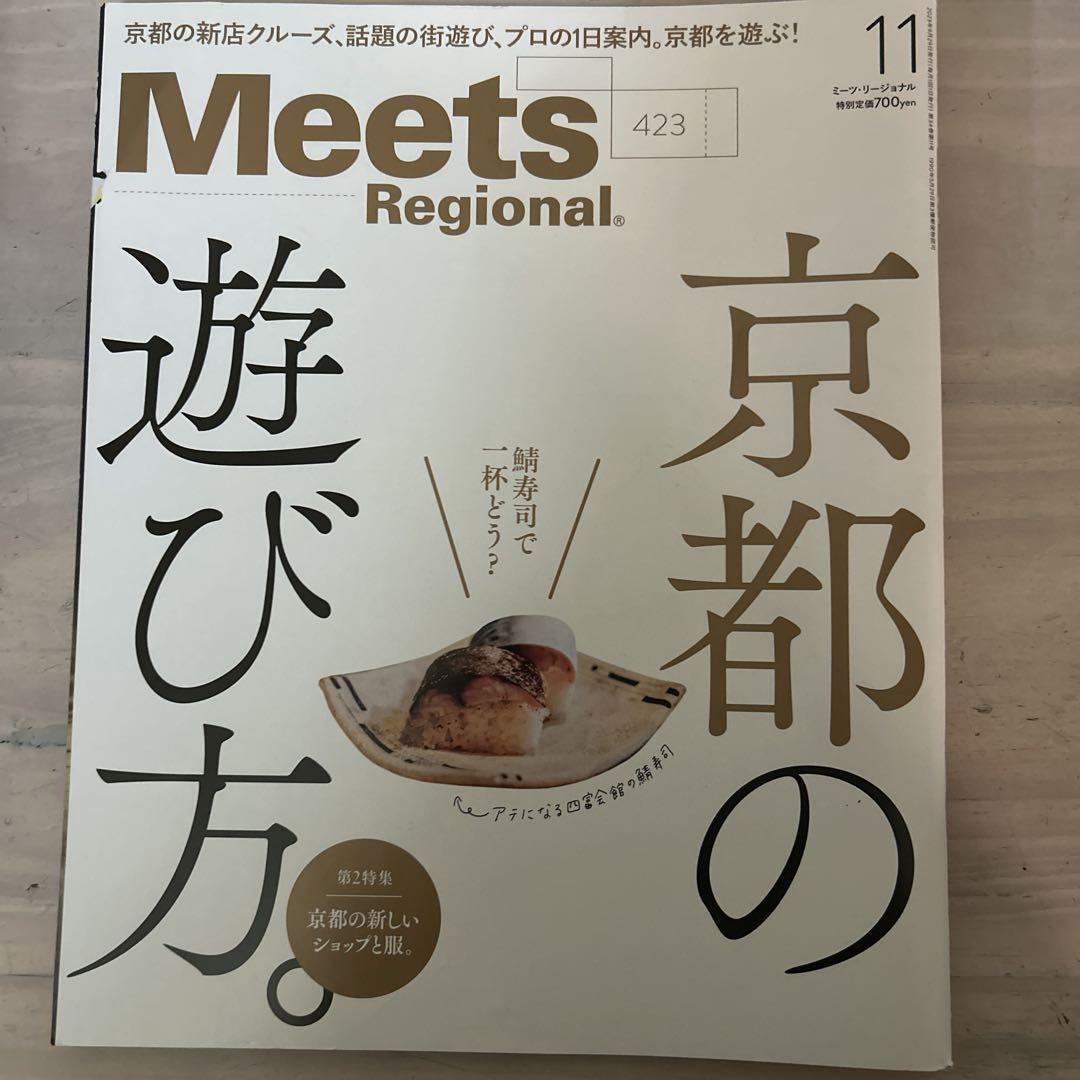 京都の新店クルーズ、話題の街遊び、プロの1日案内。京都を遊ぶ!
11
ミーツ・リージョナル
特別定価700yen
Meets
Regional®
423
京都の
遊び方。
鯖寿司で
一杯どう?
アテになる四富会館の鯖寿司
第2特集
京都の新しい
ショップと服。